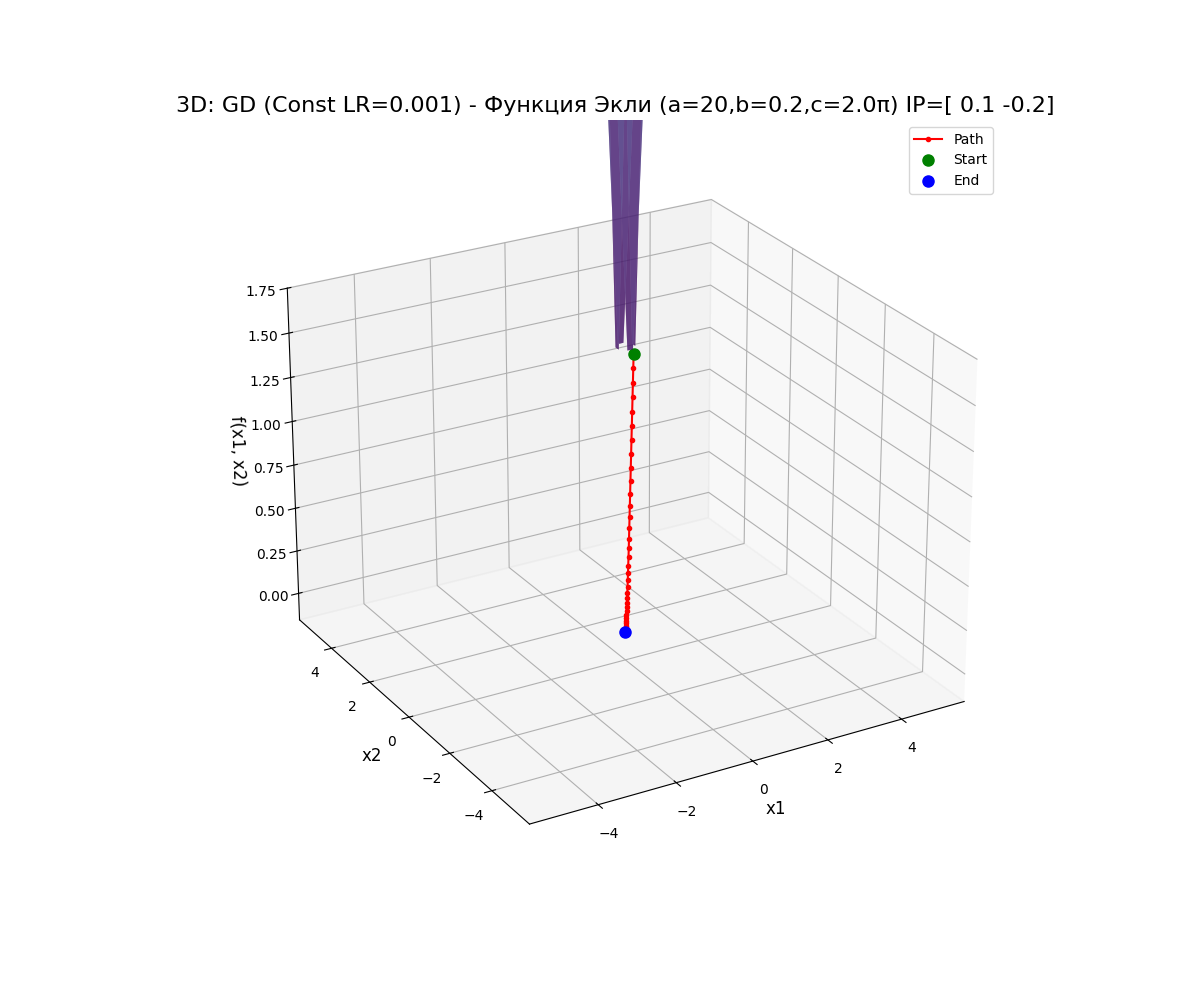 3D: GD (Const LR=0.001) - Функция Экли (a=20,b=0.2,c=2.0π) IP=[ 0.1 -0.2]
Path
Start
End
1.75
1.50
1.25
1.00
0.75
0.50
0.25
0.00
f(x1, x2)
4
2
0
−2
−4
x2
−4
−2
0
2
4
x1